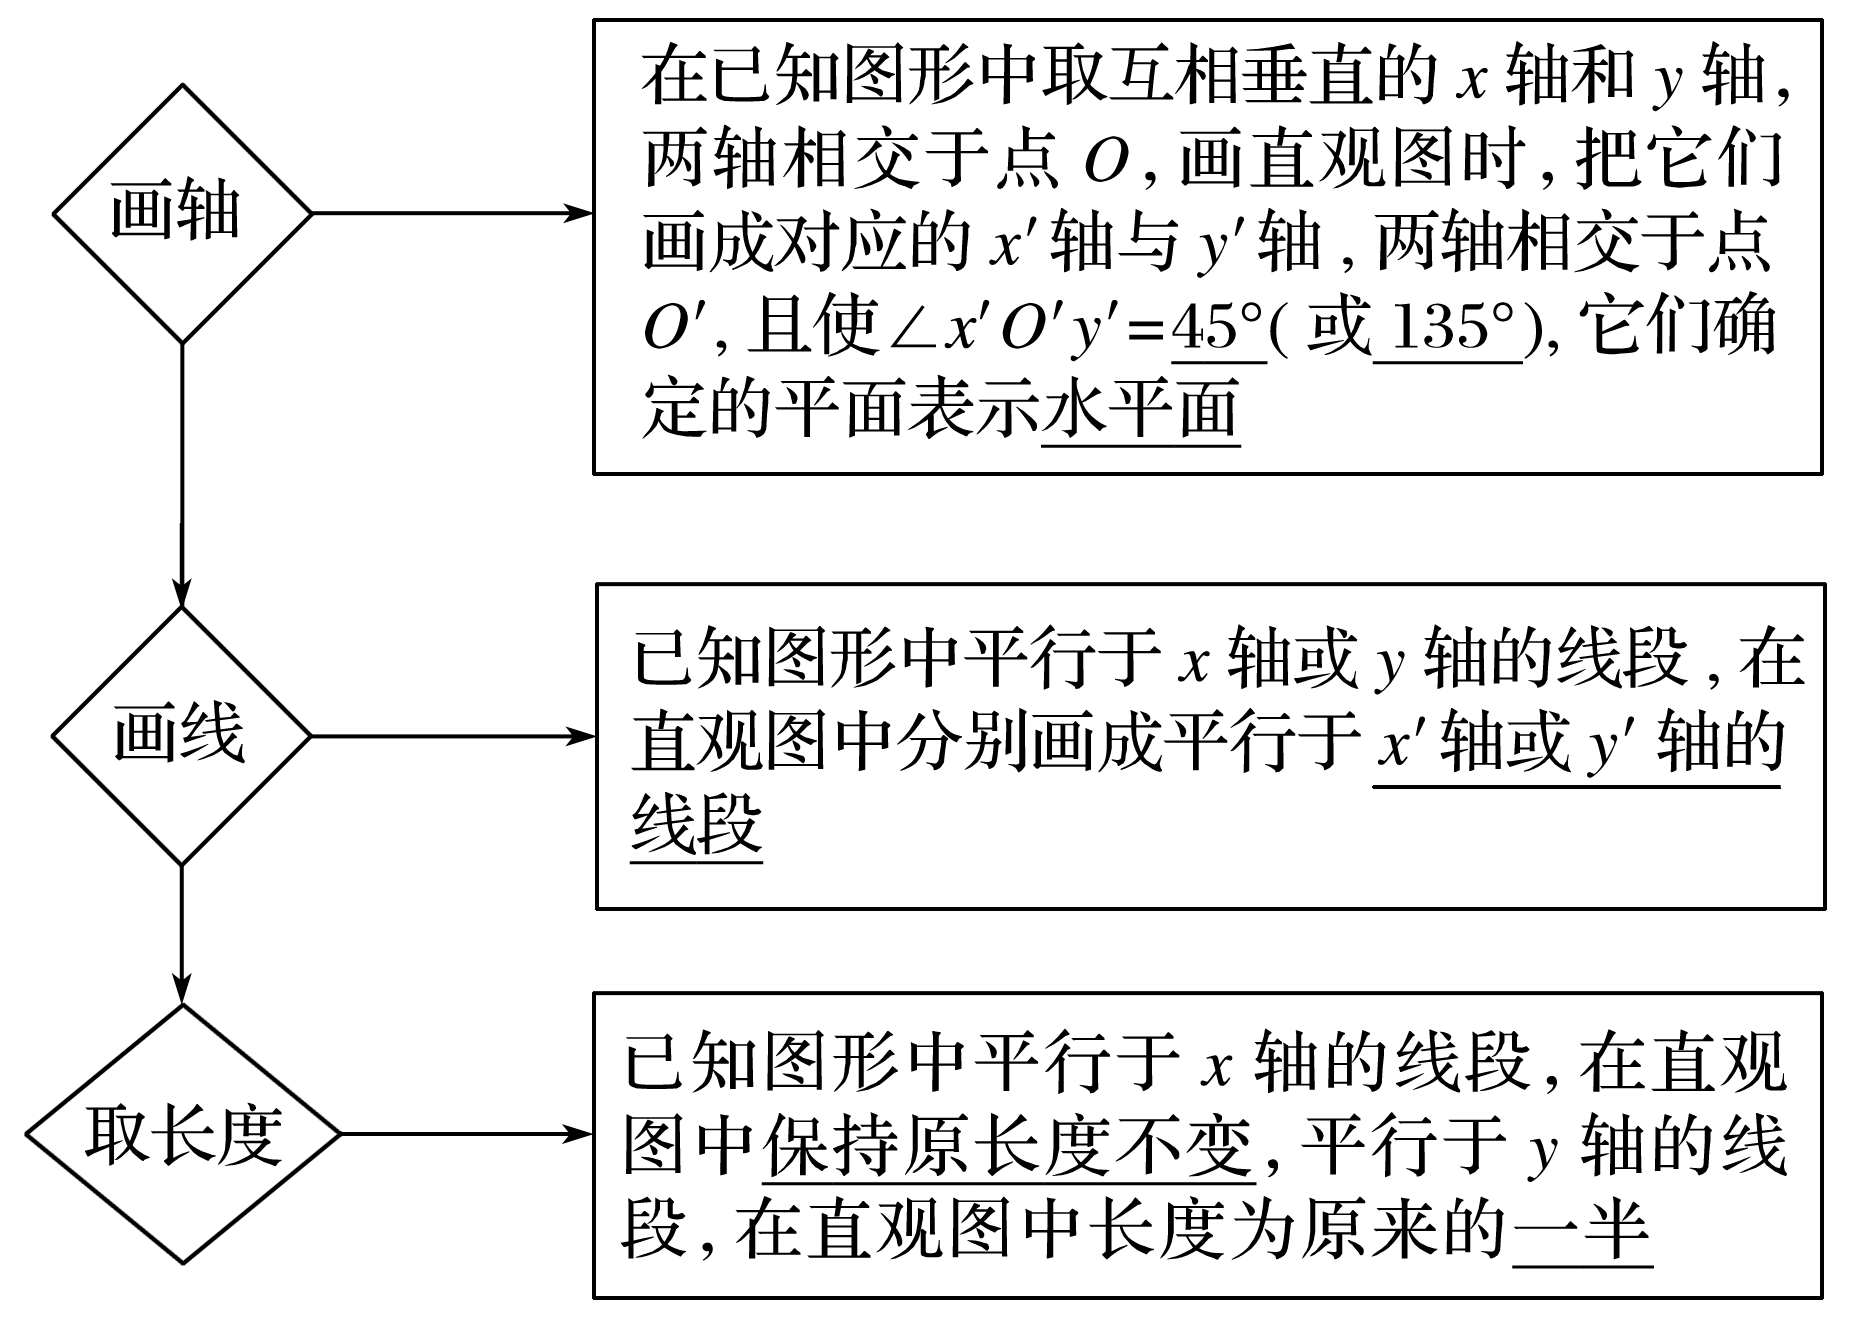 画轴
在已知图形中取互相垂直的 x 轴和 y 轴,
两轴相交于点 O, 画直观图时, 把它们
画成对应的 x′轴与 y′轴, 两轴相交于点
O′, 且使∠x′O′y′=45°(或 135°), 它们确
定的平面表示水平面
画线
已知图形中平行于 x 轴或 y 轴的线段, 在
直观图中分别画成平行于 x′轴或 y′ 轴的
线段
取长度
已知图形中平行于 x 轴的线段, 在直观
图中保持原长度不变, 平行于 y 轴的线
段, 在直观图中长度为原来的一半